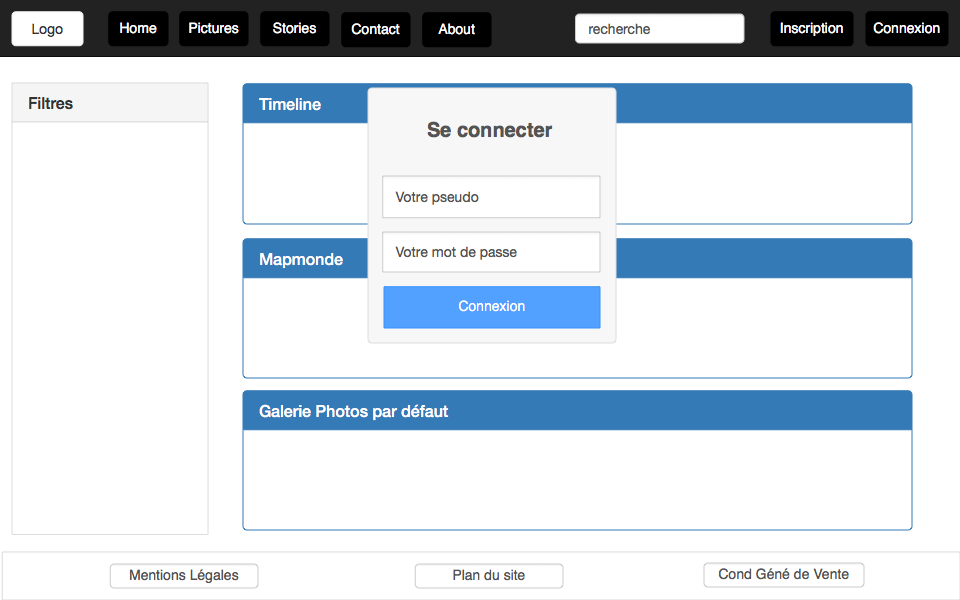 Logo
Home
Pictures
Stories
Contact
About
recherche
Inscription
Connexion
Filtres
Timeline
Se connecter
Votre pseudo
Votre mot de passe
Connexion
Mapmonde
Galerie Photos par défaut
Mentions Légales
Plan du site
Cond Géné de Vente